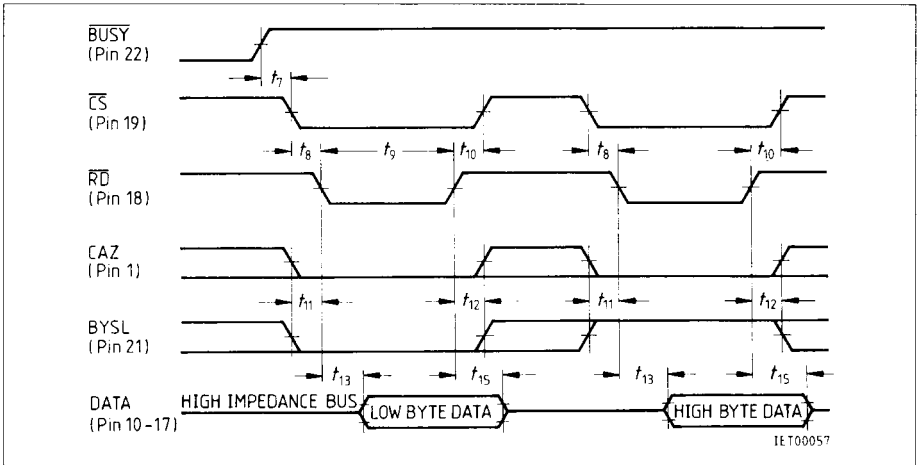 BUSY
(Pin 22)
t7
CS
(Pin 19)
t8 t9 t10 t8 t10
RD
(Pin 18)
CAZ
(Pin 1)
t11 t12 t11 t12
BYSL
(Pin 21)
t13 t15 t13 t15
DATA HIGH IMPEDANCE BUS LOW BYTE DATA HIGH BYTE DATA
(Pin 10-17)
IET00057